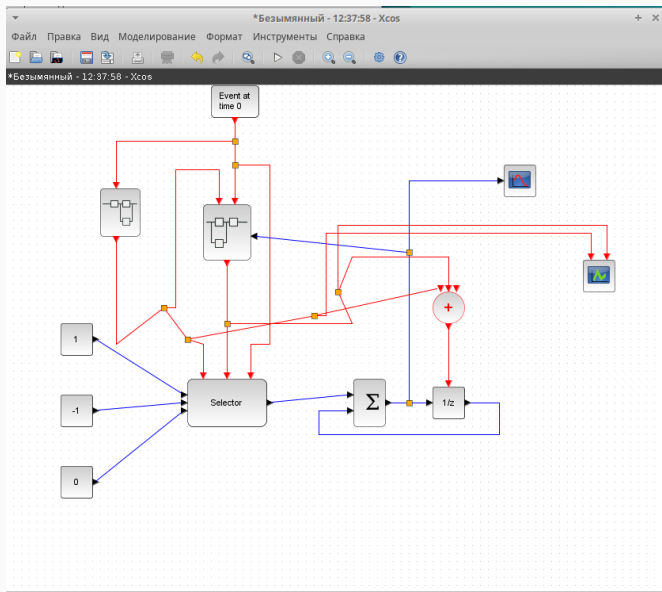 *Безымянный - 12:37:58 - Xcos
Файл Правка Вид Моделирование Формат Инструменты Справка
*Безымянный - 12:37:58 - Xcos
Event at
time 0
1
-1
0
Selector
Σ
1/z
+